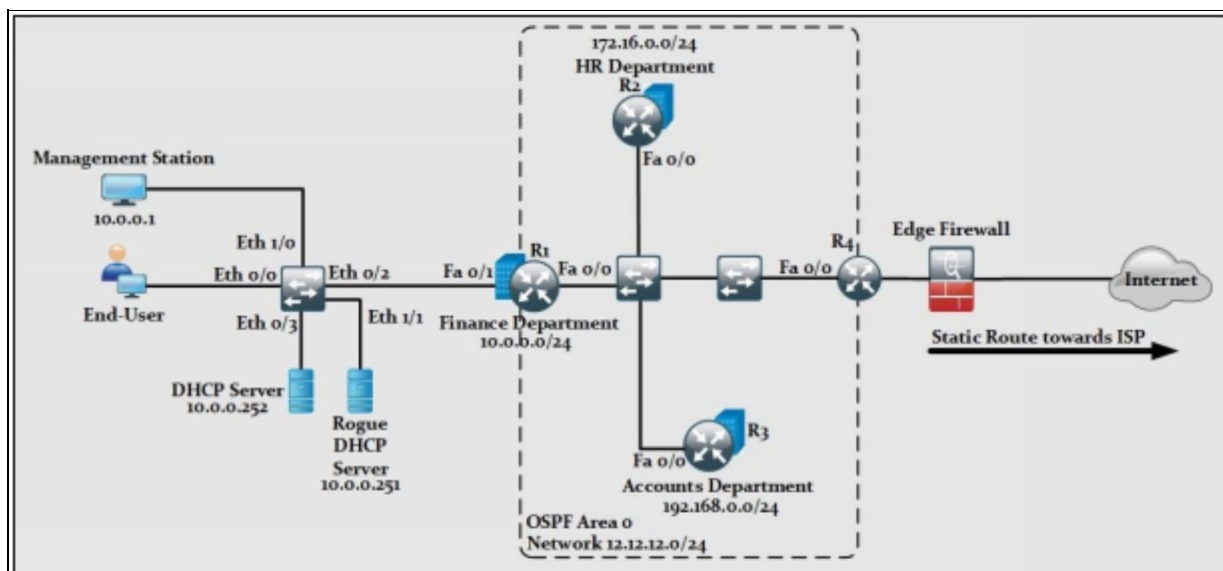 172.16.0.0/24
HR Department
R2
Fa 0/0
Management Station
10.0.0.1
Eth 1/0
Eth 0/0
Eth 0/2
End-User
Eth 0/3
Eth 1/1
Fa 0/1
R1
Fa 0/0
Finance Department
10.0.0.0/24
Fa 0/0
R4
Edge Firewall
Internet
Static Route towards ISP
DHCP Server
10.0.0.252
Rogue
DHCP
Server
10.0.0.251
Fa 0/0
R3
Accounts Department
192.168.0.0/24
OSPF Area 0
Network 12.12.12.0/24